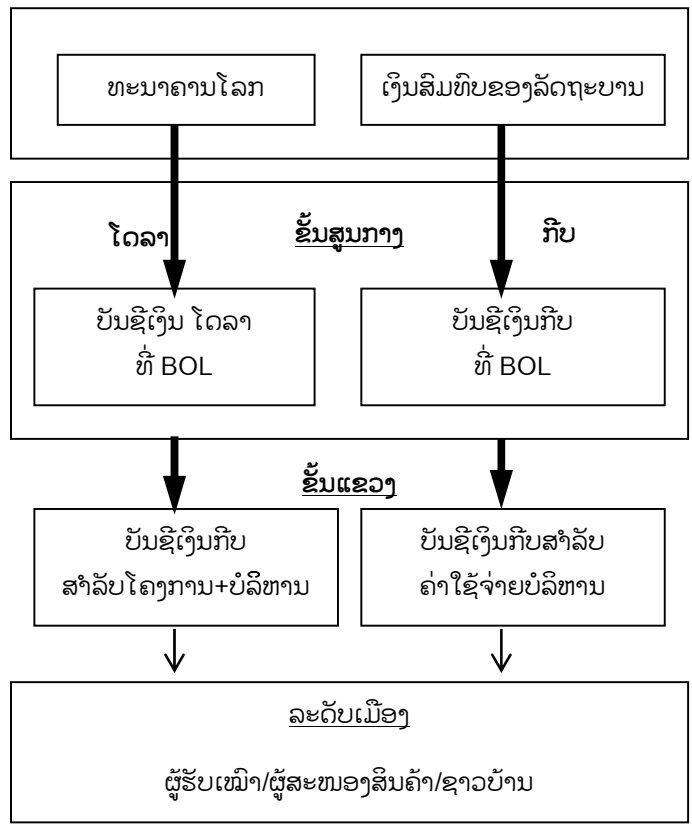 ທະນາຄານໂລກ
ເງິນສົມທົບຂອງລັດຖະບານ
ໂດລາ
ຂັ້ນສູນກາງ
ກີບ
ບັນຊີເງິນ ໂດລາ
ທີ່ BOL
ບັນຊີເງິນກີບ
ທີ່ BOL
ຂັ້ນແຂວງ
ບັນຊີເງິນກີບ
ສຳລັບໂຄງການ+ບໍລິຫານ
ບັນຊີເງິນກີບສຳລັບ
ຄ່າໃຊ້ຈ່າຍບໍລິຫານ
ລະດັບເມືອງ
ຜູ້ຮັບເໝົາ/ຜູ້ສະໜອງສິນຄ້າ/ຊາວບ້ານ